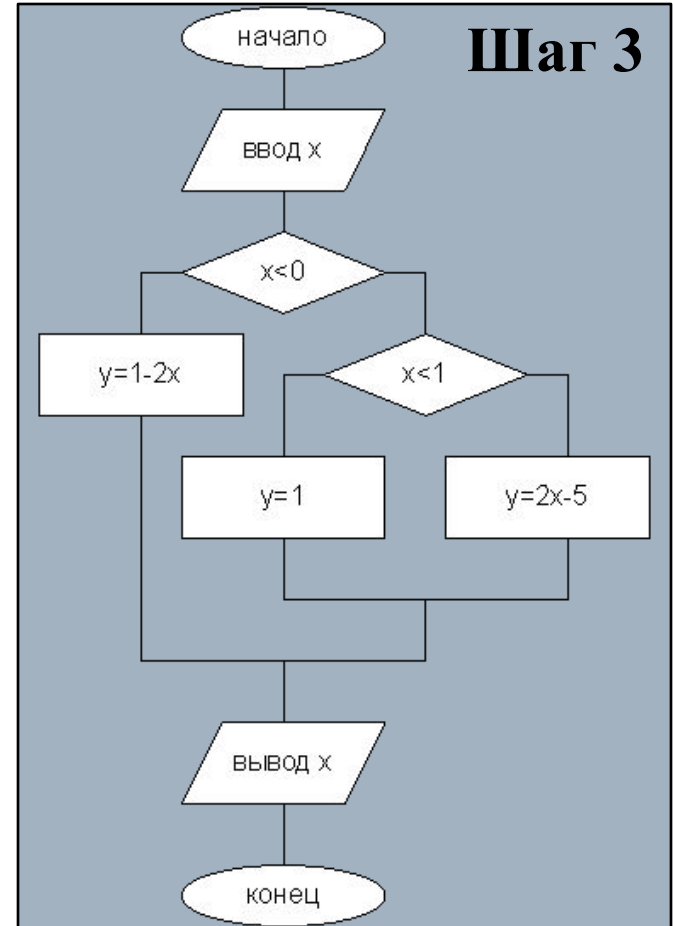 Шаг 3
начало
ввод x
x<0
y=1-2x
x<1
y=1
y=2x-5
вывод x
конец